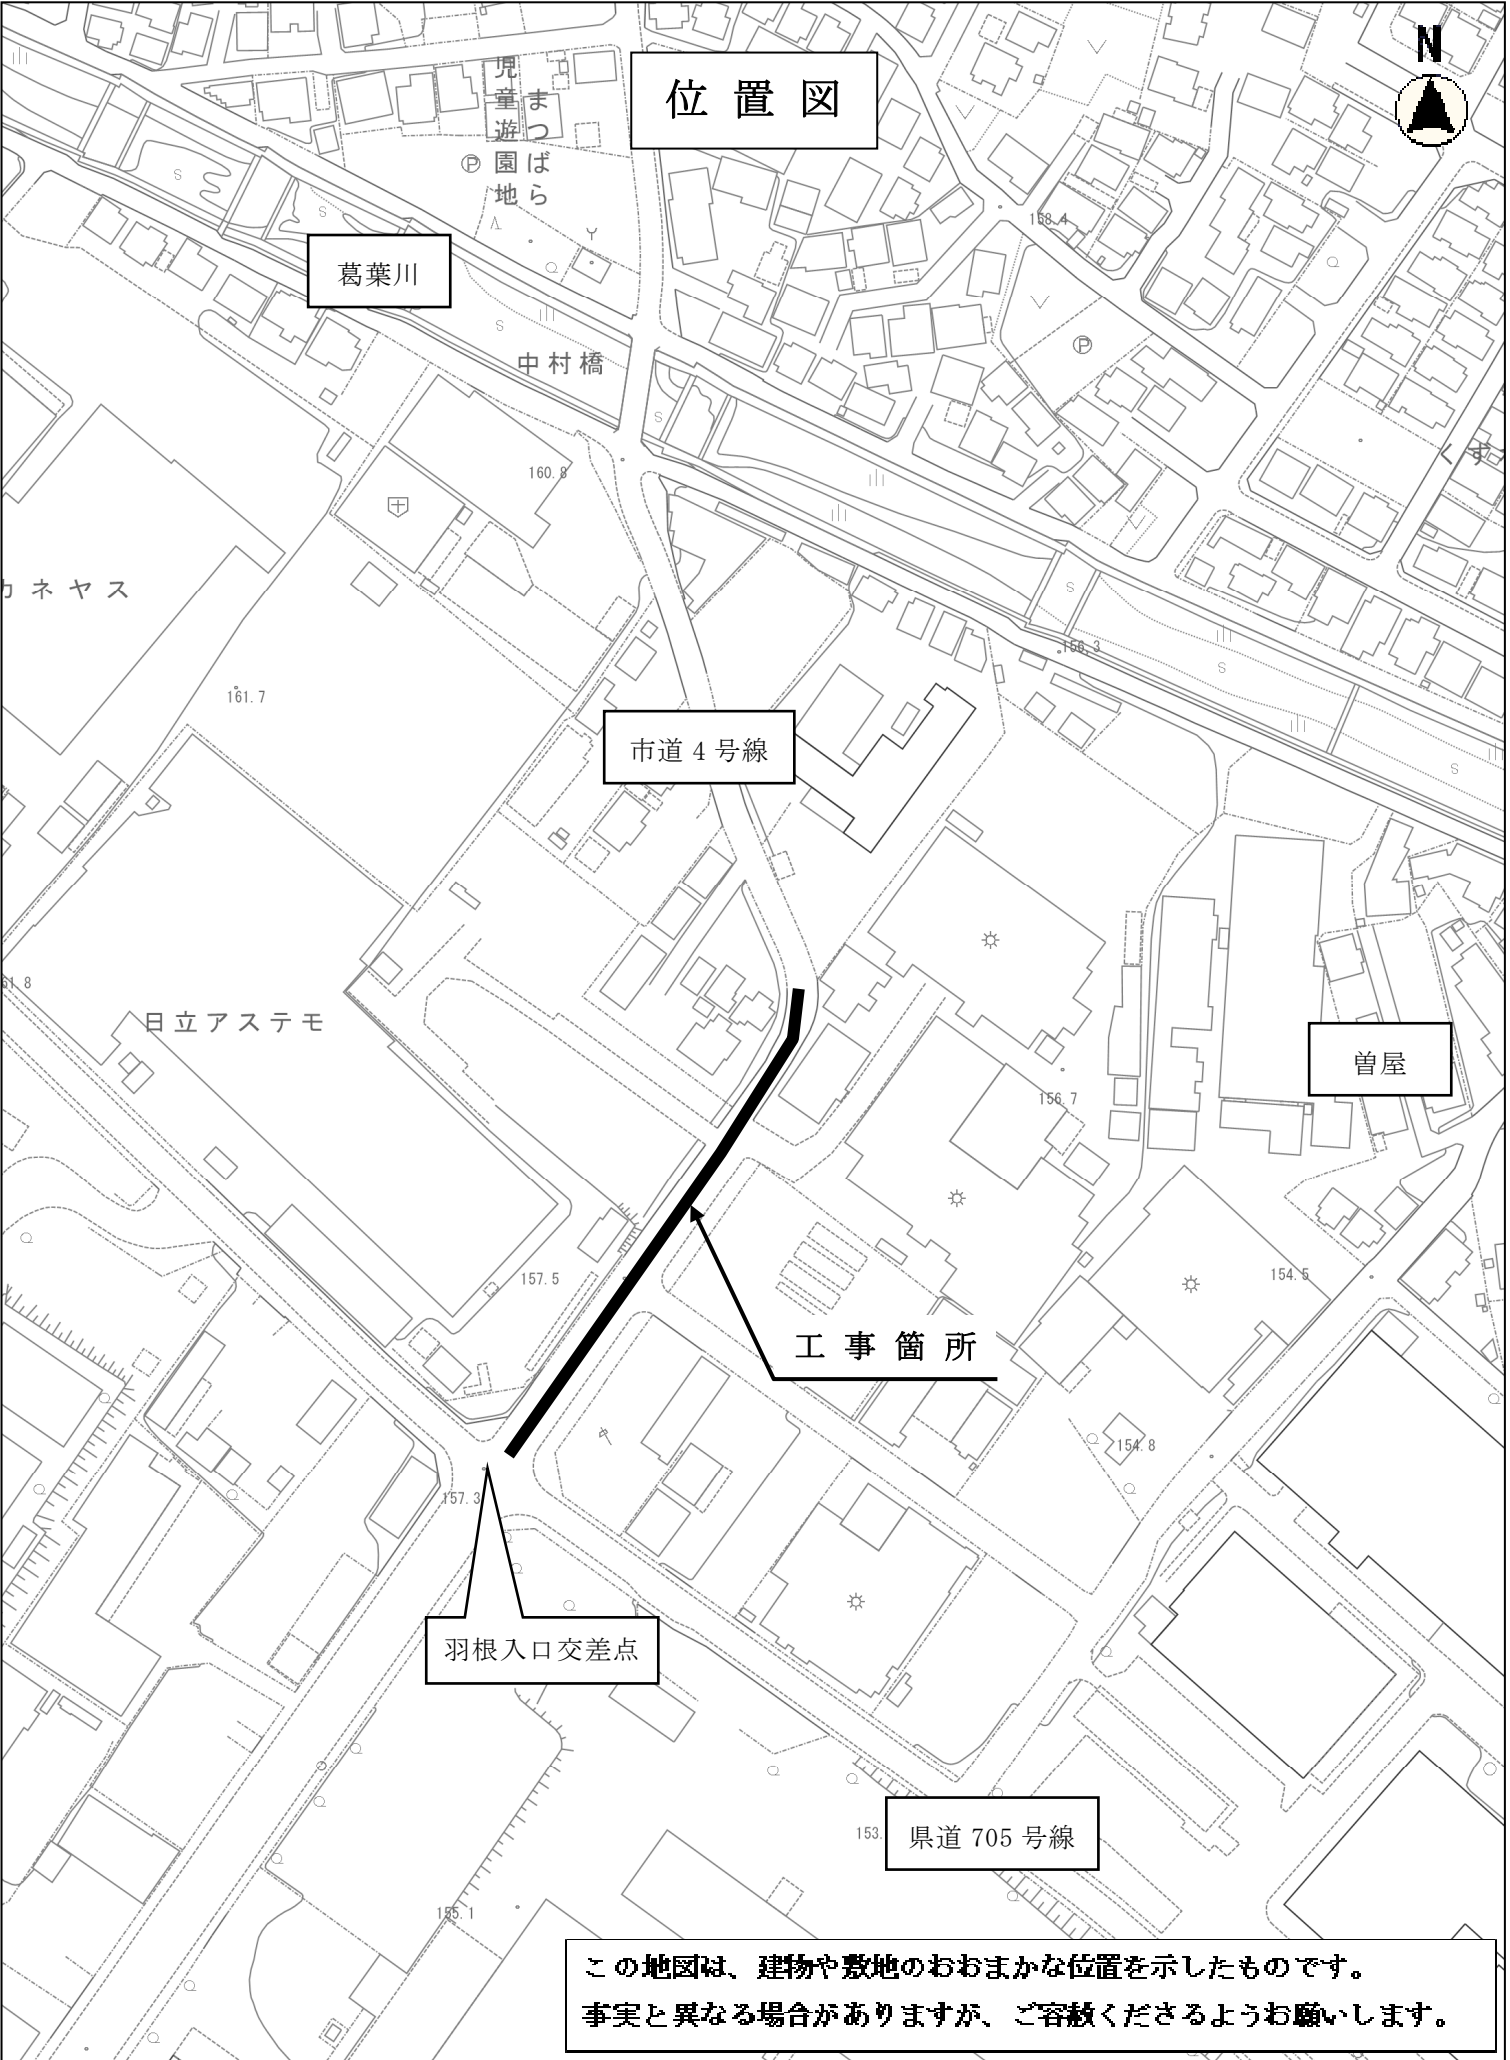 N
位置図
まつばら
児童遊園地
Ⓟ
158.4
葛葉川
中村橋
Ⓟ
160.8
くず
カネヤス
156.3
161.7
市道4号線
61.8
日立アステモ
曽屋
156.7
157.5
154.5
工事箇所
154.8
157.3
羽根入口交差点
県道705号線
153.
155.1
この地図は、建物や敷地のおおまかな位置を示したものです。
事実と異なる場合がありますが、ご容赦くださるようお願いします。